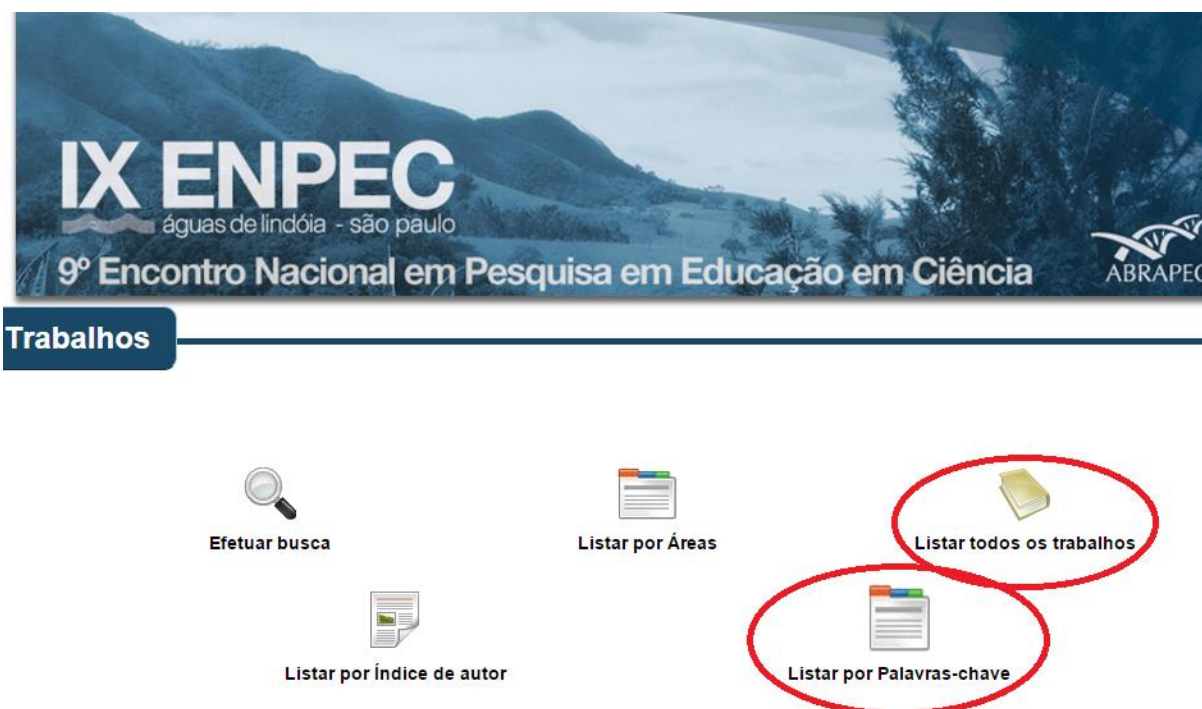 IX ENPEC
águas de lindóia - são paulo
9º Encontro Nacional em Pesquisa em Educação em Ciência
ABRAPEC
Trabalhos
Efetuar busca
Listar por Áreas
Listar todos os trabalhos
Listar por Índice de autor
Listar por Palavras-chave